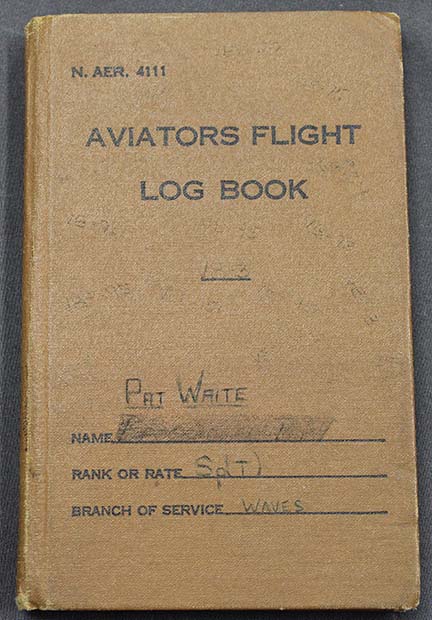 N. AER. 4111
AVIATORS FLIGHT
LOG BOOK
PAT WAITE
NAME
RANK OR RATE Sp(T)
BRANCH OF SERVICE WAVES